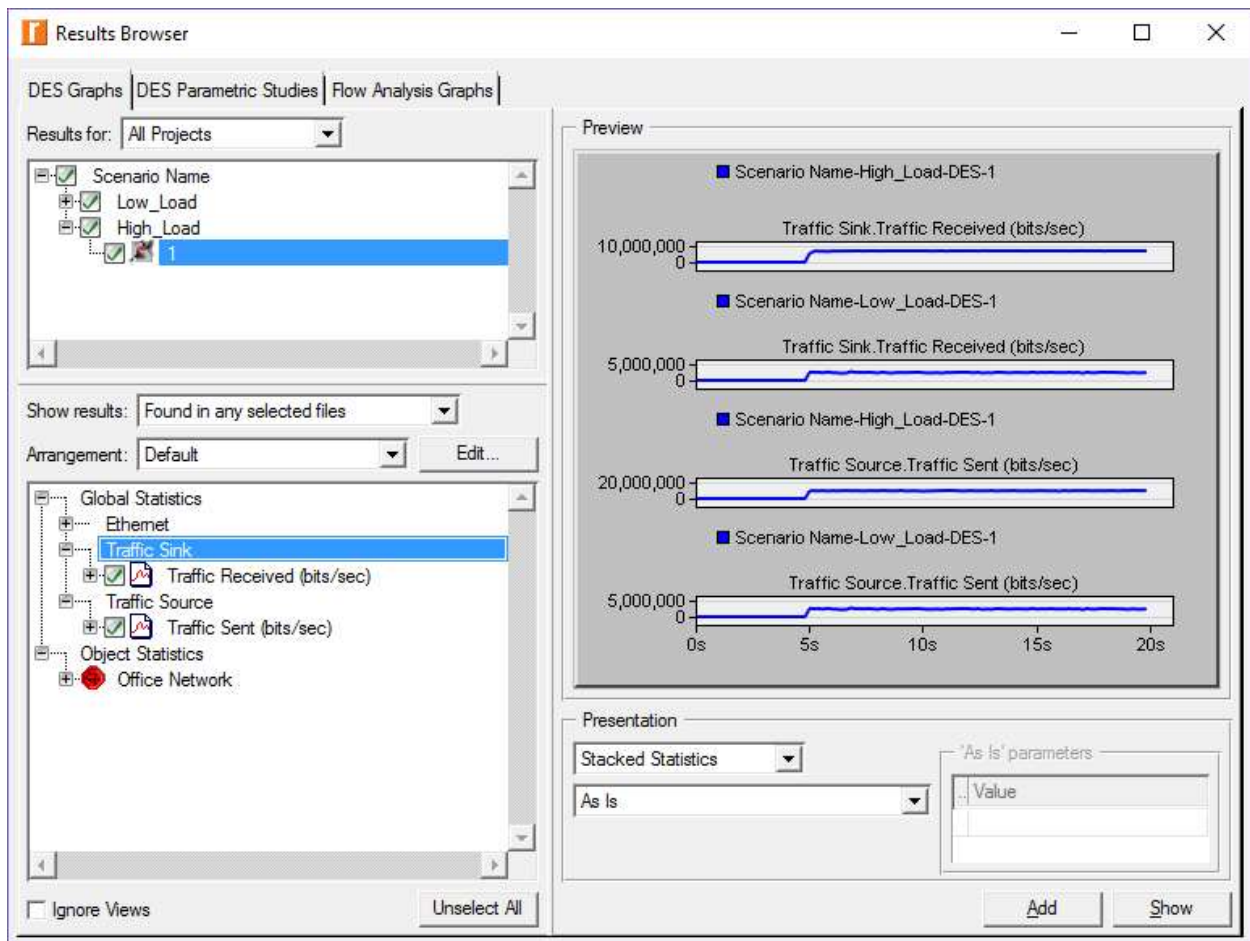 Results Browser
DES Graphs DES Parametric Studies Flow Analysis Graphs
Results for: All Projects
Scenario Name
Low_Load
High_Load
1
Show results: Found in any selected files
Arrangement: Default Edit...
Global Statistics
Ethernet
Traffic Sink
Traffic Received (bits/sec)
Traffic Source
Traffic Sent (bits/sec)
Object Statistics
Office Network
Ignore Views Unselect All
Preview
Scenario Name-High_Load-DES-1
Traffic Sink.Traffic Received (bits/sec)
10,000,000
0
Scenario Name-Low_Load-DES-1
Traffic Sink.Traffic Received (bits/sec)
5,000,000
0
Scenario Name-High_Load-DES-1
Traffic Source.Traffic Sent (bits/sec)
20,000,000
0
Scenario Name-Low_Load-DES-1
Traffic Source.Traffic Sent (bits/sec)
5,000,000
0
0s 5s 10s 15s 20s
Presentation
Stacked Statistics
As Is
'As Is' parameters
.. Value
Add Show